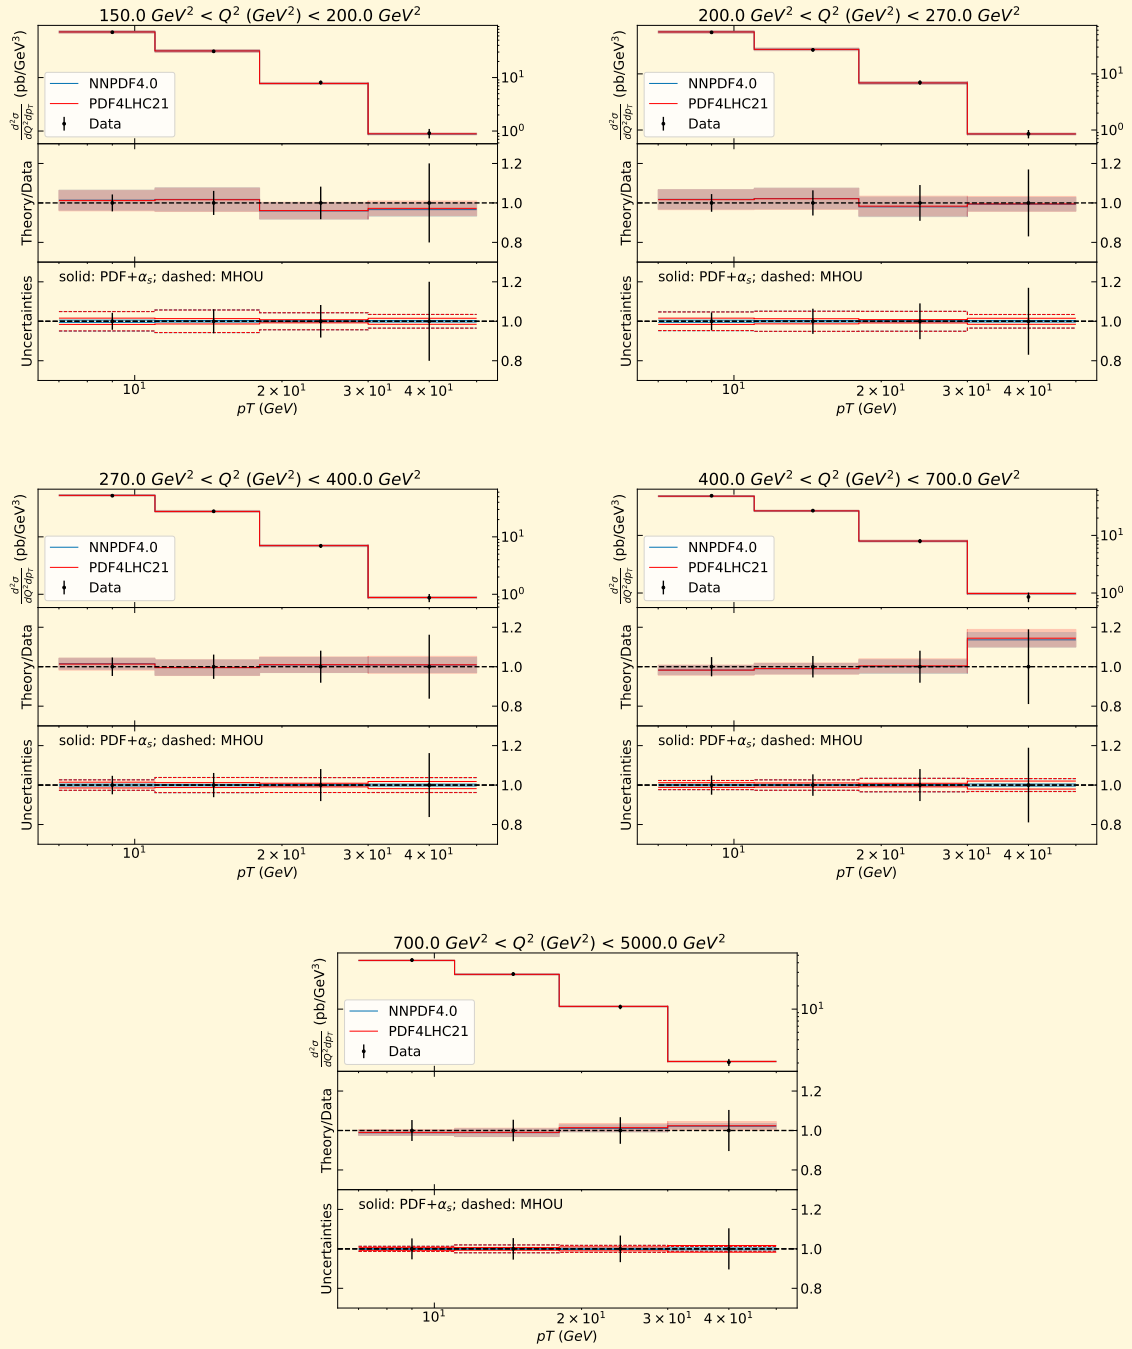 150.0 GeV² < Q² (GeV²) < 200.0 GeV²
d²σ/dQ²dp_T (pb/GeV³)
10¹
10⁰
NNPDF4.0
PDF4LHC21
Data
Theory/Data
1.2
1.0
0.8
solid: PDF+α_s; dashed: MHOU
Uncertainties
1.2
1.0
0.8
10¹ 2 × 10¹ 3 × 10¹ 4 × 10¹
pT (GeV)
200.0 GeV² < Q² (GeV²) < 270.0 GeV²
d²σ/dQ²dp_T (pb/GeV³)
10¹
10⁰
NNPDF4.0
PDF4LHC21
Data
Theory/Data
1.2
1.0
0.8
solid: PDF+α_s; dashed: MHOU
Uncertainties
1.2
1.0
0.8
10¹ 2 × 10¹ 3 × 10¹ 4 × 10¹
pT (GeV)
270.0 GeV² < Q² (GeV²) < 400.0 GeV²
d²σ/dQ²dp_T (pb/GeV³)
10¹
10⁰
NNPDF4.0
PDF4LHC21
Data
Theory/Data
1.2
1.0
0.8
solid: PDF+α_s; dashed: MHOU
Uncertainties
1.2
1.0
0.8
10¹ 2 × 10¹ 3 × 10¹ 4 × 10¹
pT (GeV)
400.0 GeV² < Q² (GeV²) < 700.0 GeV²
d²σ/dQ²dp_T (pb/GeV³)
10¹
10⁰
NNPDF4.0
PDF4LHC21
Data
Theory/Data
1.2
1.0
0.8
solid: PDF+α_s; dashed: MHOU
Uncertainties
1.2
1.0
0.8
10¹ 2 × 10¹ 3 × 10¹ 4 × 10¹
pT (GeV)
700.0 GeV² < Q² (GeV²) < 5000.0 GeV²
d²σ/dQ²dp_T (pb/GeV³)
10¹
NNPDF4.0
PDF4LHC21
Data
Theory/Data
1.2
1.0
0.8
solid: PDF+α_s; dashed: MHOU
Uncertainties
1.2
1.0
0.8
10¹ 2 × 10¹ 3 × 10¹ 4 × 10¹
pT (GeV)